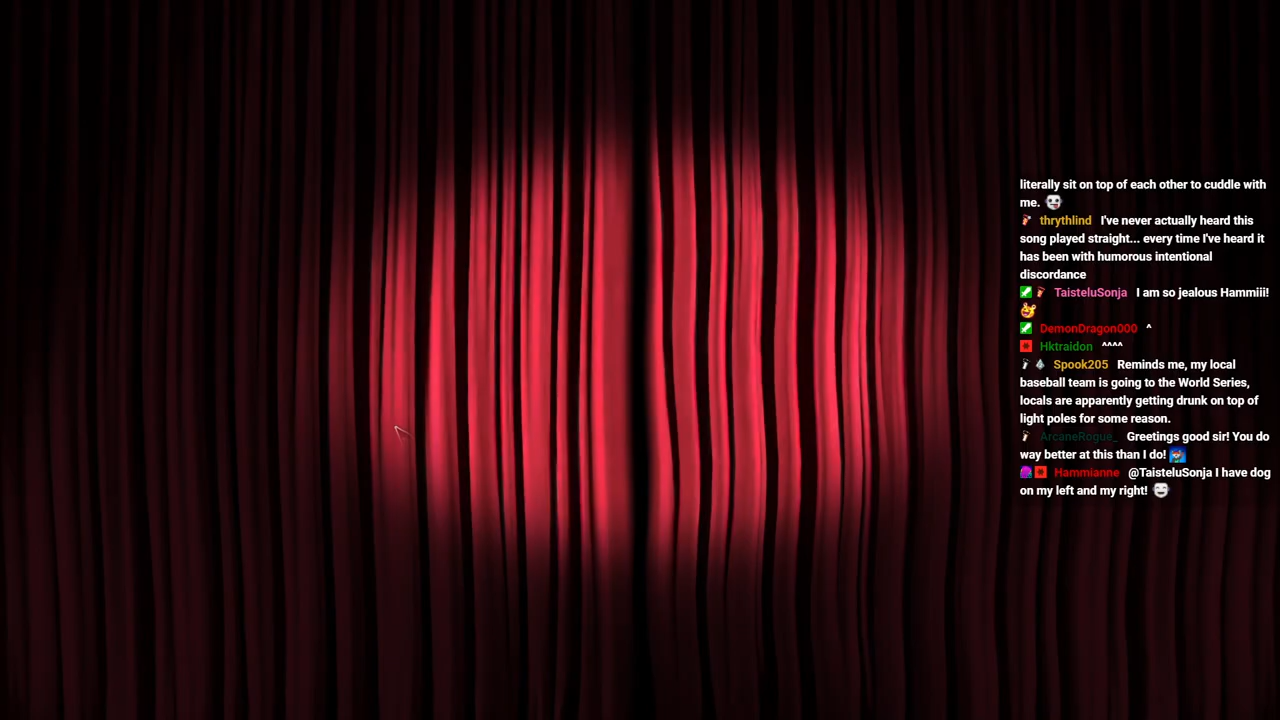 literally sit on top of each other to cuddle with
me.
thrythlind I've never actually heard this
song played straight... every time I've heard it
has been with humorous intentional
discordance
TaisteluSonja I am so jealous Hammiii!
DemonDragon000 ^
Hktraidon ^^^^
Spook205 Reminds me, my local
baseball team is going to the World Series,
locals are apparently getting drunk on top of
light poles for some reason.
ArcaneRogue_ Greetings good sir! You do
way better at this than I do!
Hammianne @TaisteluSonja I have dog
on my left and my right!